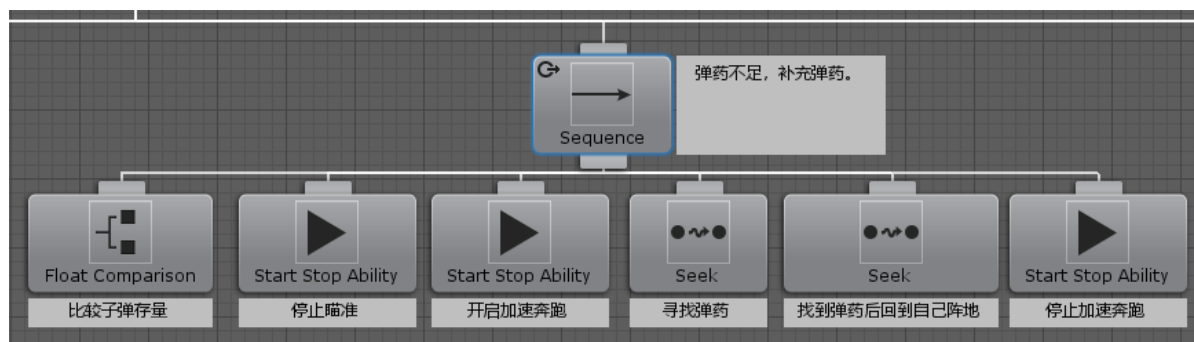 弹药不足，补充弹药。
Sequence
Float Comparison
Start Stop Ability
Start Stop Ability
Seek
Seek
Start Stop Ability
比较子弹存量
停止瞄准
开启加速奔跑
寻找弹药
找到弹药后回到自己阵地
停止加速奔跑